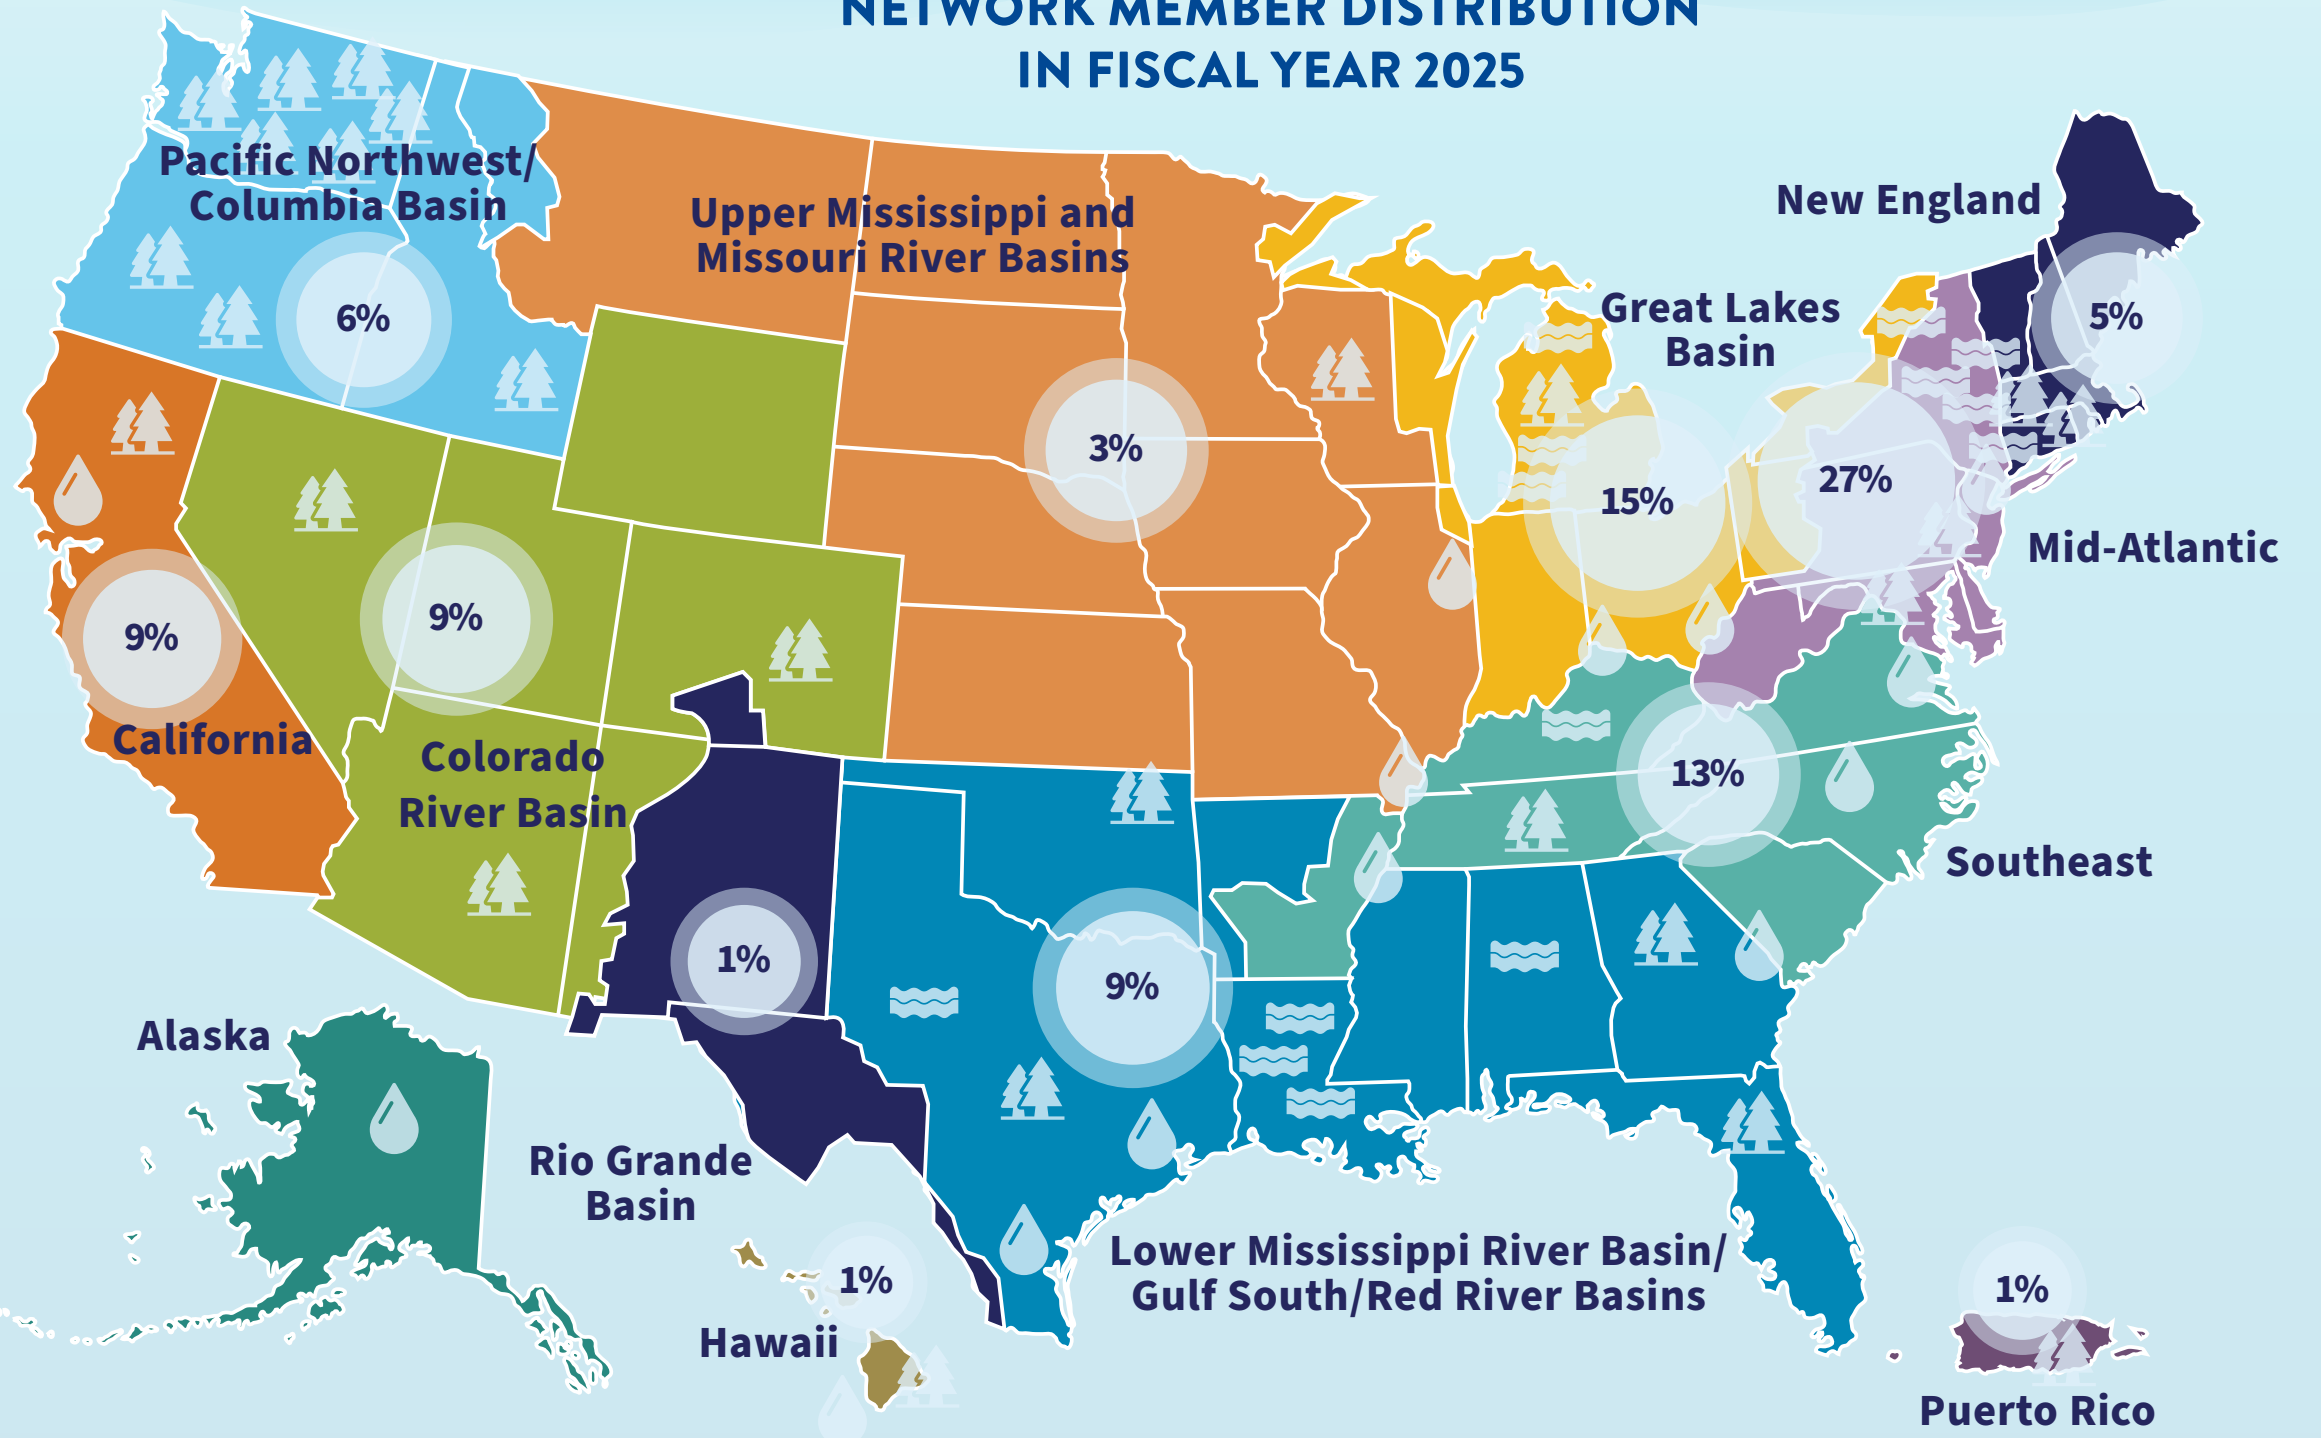 NETWORK MEMBER DISTRIBUTION
IN FISCAL YEAR 2025
Pacific Northwest/
Columbia Basin
6%
Upper Mississippi and
Missouri River Basins
3%
New England
5%
Great Lakes
Basin
15%
27%
Mid-Atlantic
9%
California
9%
Colorado
River Basin
13%
Southeast
1%
Rio Grande
Basin
9%
Lower Mississippi River Basin/
Gulf South/Red River Basins
Alaska
1%
Hawaii
1%
Puerto Rico